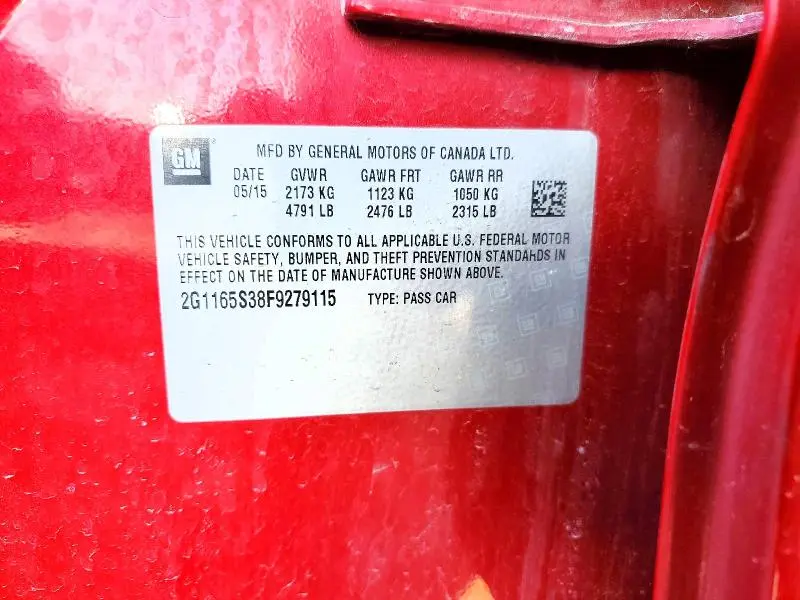 GM
MFD BY GENERAL MOTORS OF CANADA LTD.
DATE GVWR GAWR FRT GAWR RR
05/15 2173 KG 1123 KG 1050 KG
4791 LB 2476 LB 2315 LB
THIS VEHICLE CONFORMS TO ALL APPLICABLE U.S. FEDERAL MOTOR
VEHICLE SAFETY, BUMPER, AND THEFT PREVENTION STANDARDS IN
EFFECT ON THE DATE OF MANUFACTURE SHOWN ABOVE.
2G1165S38F9279115 TYPE: PASS CAR